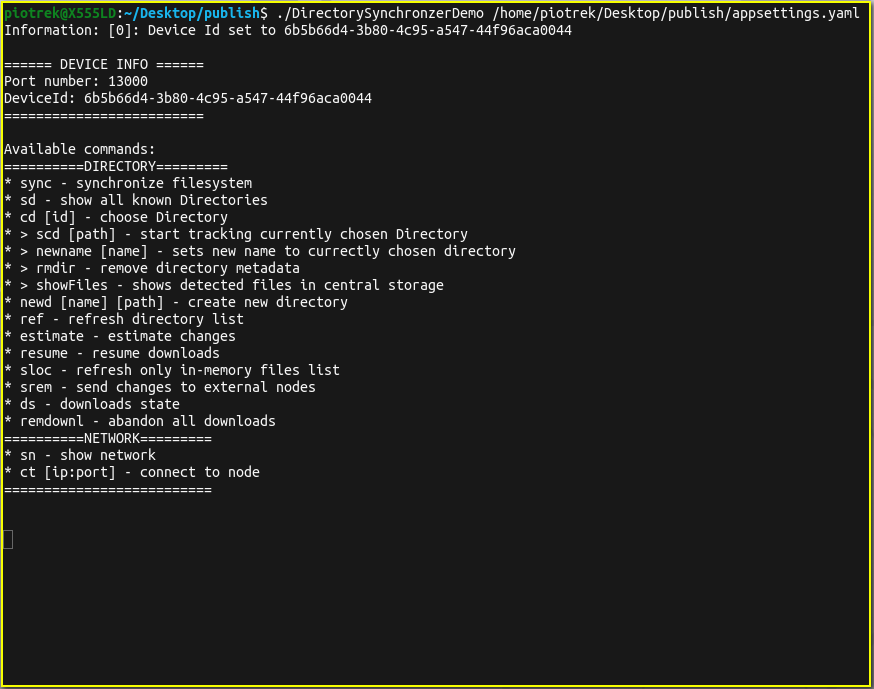 piotrek@X555LD:~/Desktop/publish$ ./DirectorySynchronzerDemo /home/piotrek/Desktop/publish/appsettings.yaml
Information: [0]: Device Id set to 6b5b66d4-3b80-4c95-a547-44f96aca0044
====== DEVICE INFO ======
Port number: 13000
DeviceId: 6b5b66d4-3b80-4c95-a547-44f96aca0044
=========================
Available commands:
==========DIRECTORY=========
* sync - synchronize filesystem
* sd - show all known Directories
* cd [id] - choose Directory
* > scd [path] - start tracking currently chosen Directory
* > newname [name] - sets new name to currectly chosen directory
* > rmdir - remove directory metadata
* > showFiles - shows detected files in central storage
* newd [name] [path] - create new directory
* ref - refresh directory list
* estimate - estimate changes
* resume - resume downloads
* sloc - refresh only in-memory files list
* srem - send changes to external nodes
* ds - downloads state
* remdownl - abandon all downloads
==========NETWORK=========
* sn - show network
* ct [ip:port] - connect to node
==========================